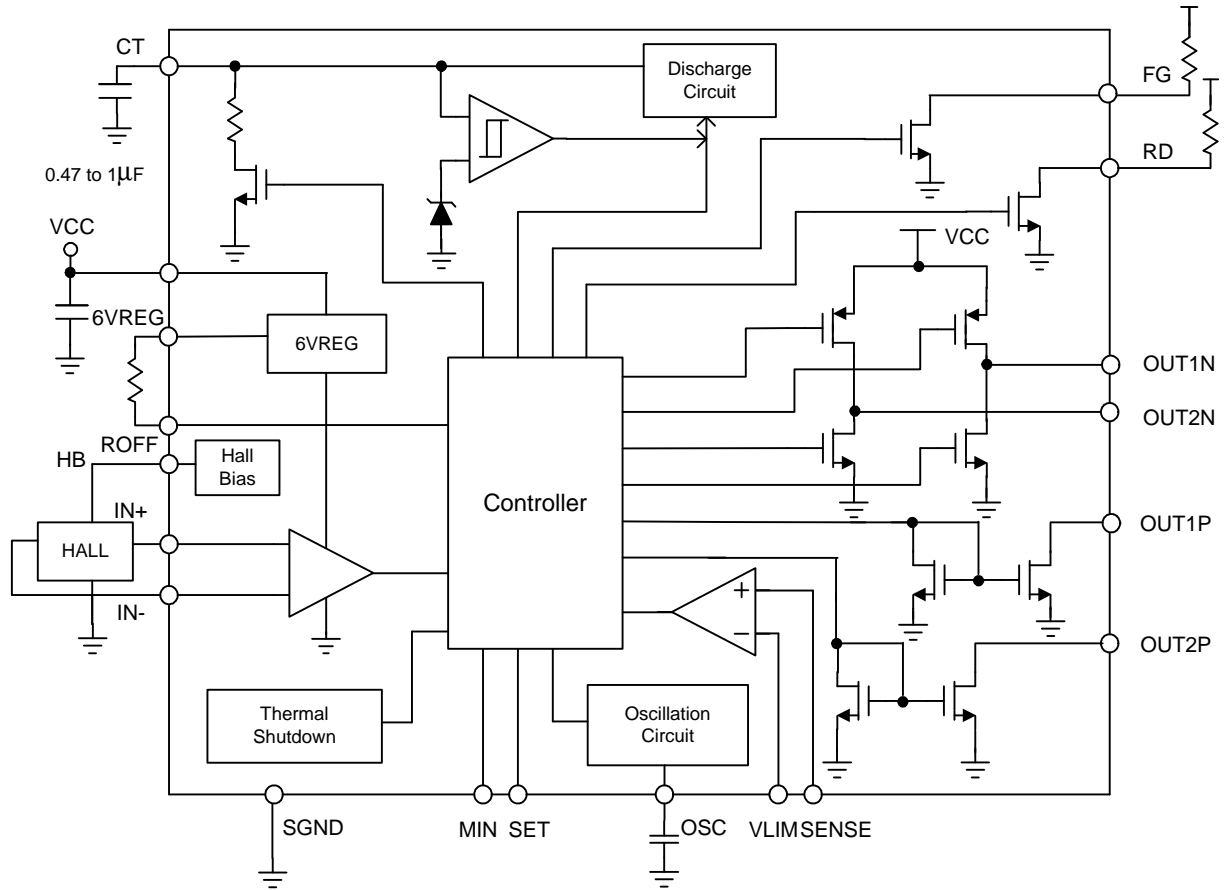 CT
Discharge
Circuit
FG
RD
0.47 to 1μF
VCC
VCC
6VREG
6VREG
OUT1N
OUT2N
ROFF
HB
Hall
Bias
Controller
IN+
HALL
IN-
+
−
OUT1P
OUT2P
Thermal
Shutdown
Oscillation
Circuit
SGND
MIN
SET
OSC
VLIM
SENSE